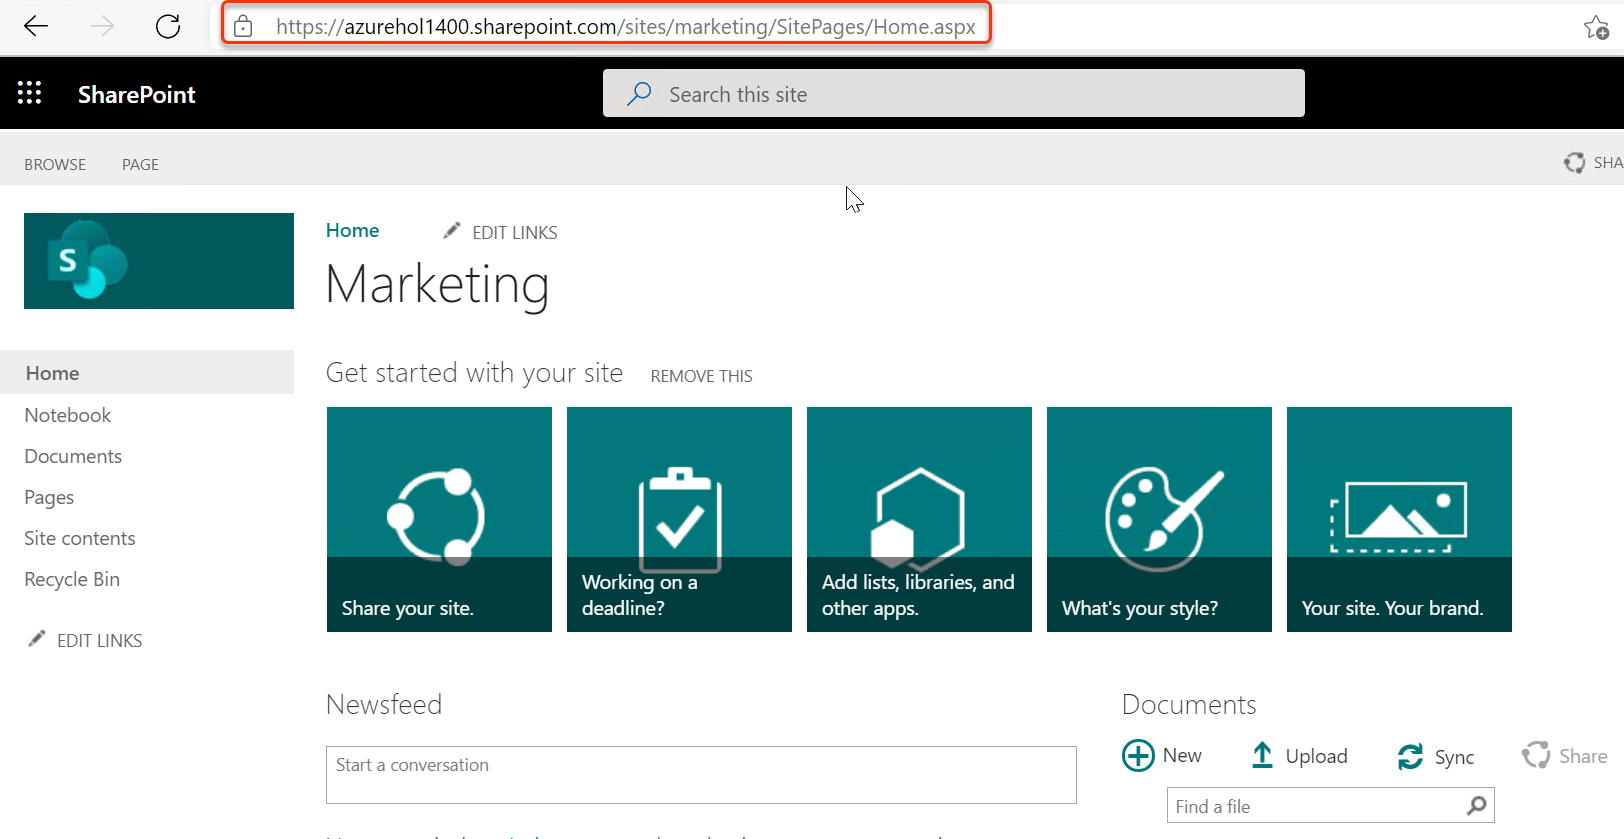 https://azurehol1400.sharepoint.com/sites/marketing/SitePages/Home.aspx
SharePoint
Search this site
BROWSE
PAGE
SHA
S
Home
EDIT LINKS
Marketing
Home
Notebook
Documents
Pages
Site contents
Recycle Bin
EDIT LINKS
Get started with your site
REMOVE THIS
Share your site.
Working on a
deadline?
Add lists, libraries, and
other apps.
What's your style?
Your site. Your brand.
Newsfeed
Start a conversation
Documents
New
Upload
Sync
Share
Find a file